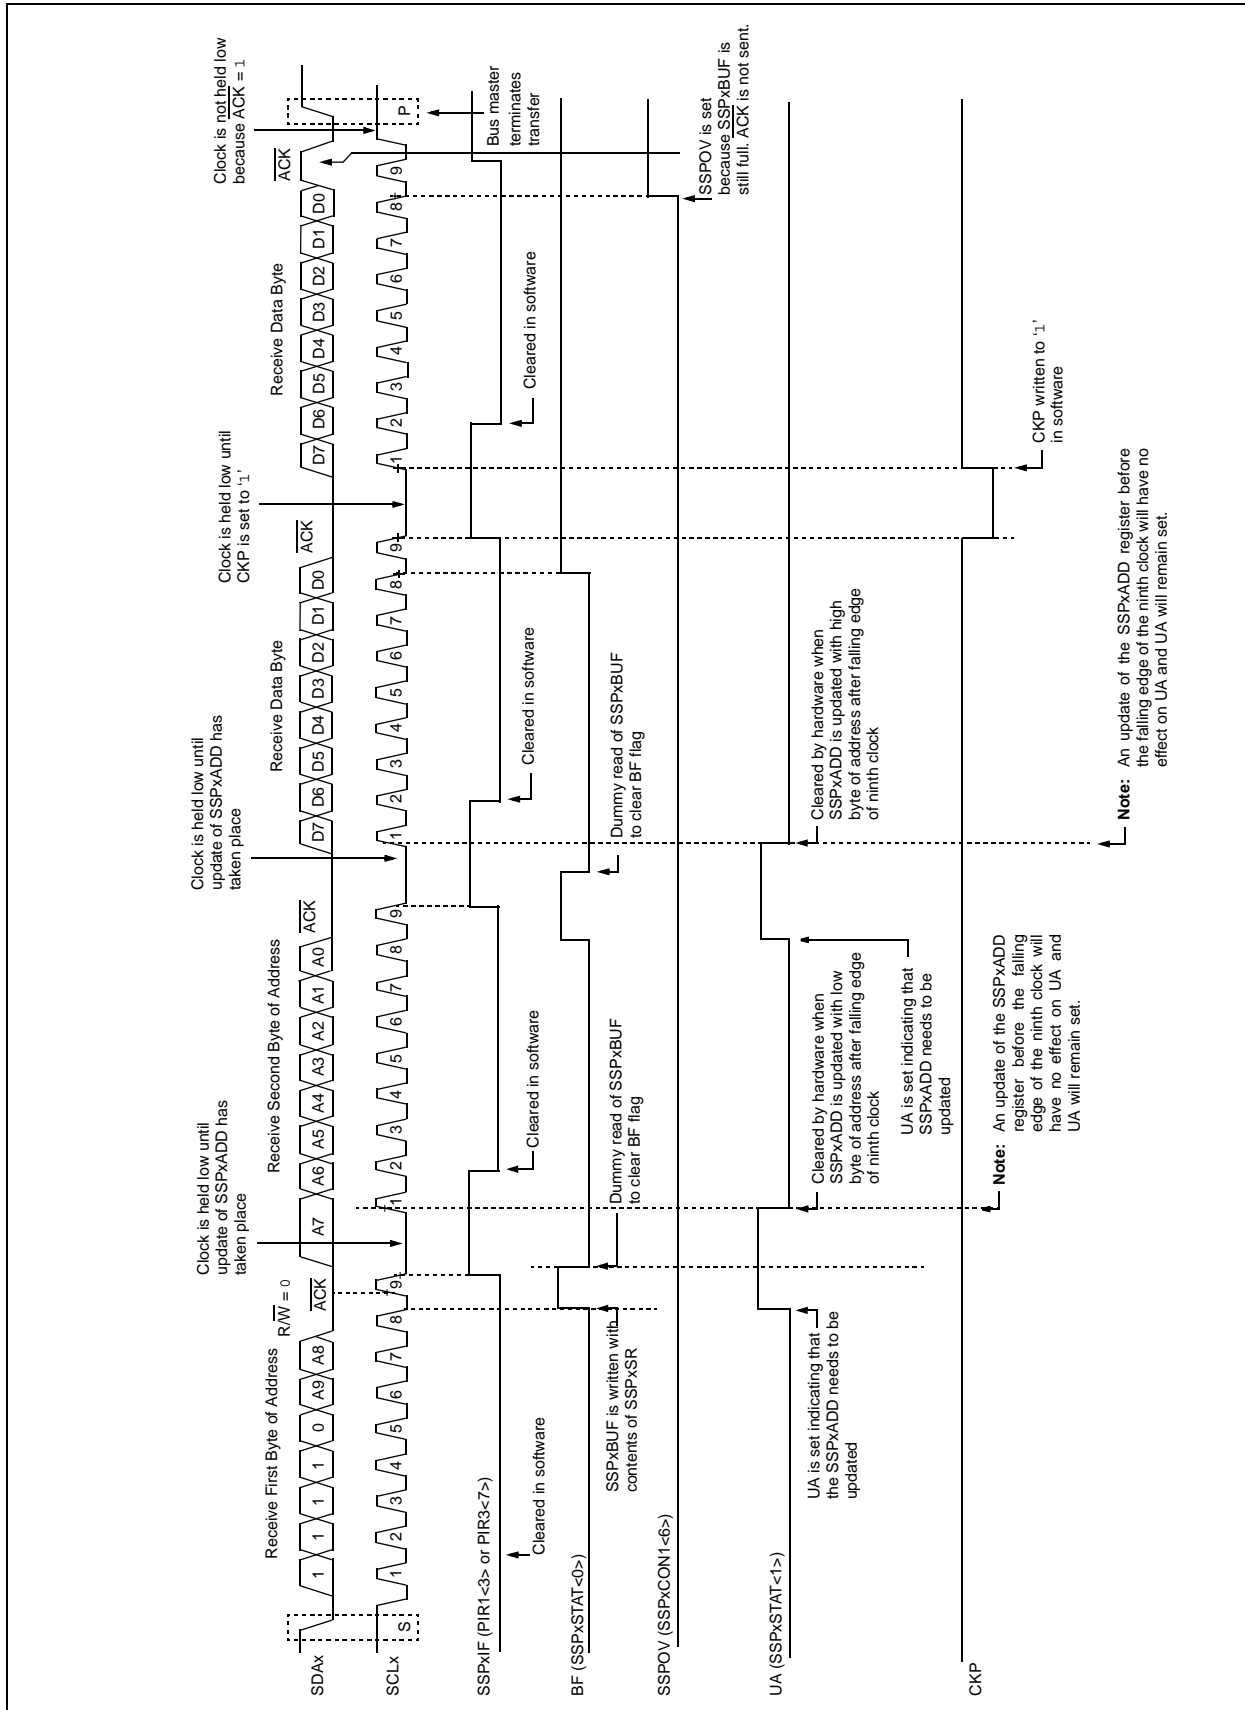 Clock is not held low
because ACK = 1
Clock is held low until
CKP is set to ‘1’
Clock is held low until
update of SSPxADD has
taken place
Clock is held low until
update of SSPxADD has
taken place
Receive First Byte of Address
R/W = 0
ACK
Receive Second Byte of Address
ACK
Receive Data Byte
ACK
Receive Data Byte
ACK
SDAx
1 1 1 1 0 A9 A8
A7 A6 A5 A4 A3 A2 A1 A0
D7 D6 D5 D4 D3 D2 D1 D0
D7 D6 D5 D4 D3 D2 D1 D0
SCLx
S
1 2 3 4 5 6 7 8 9
1 2 3 4 5 6 7 8 9
1 2 3 4 5 6 7 8 9
1 2 3 4 5 6 7 8 9
P
Bus master
terminates
transfer
SSPxIF (PIR1<3> or PIR3<7>)
Cleared in software
Cleared in software
Cleared in software
Cleared in software
BF (SSPxSTAT<0>)
SSPxBUF is written with
contents of SSPxSR
Dummy read of SSPxBUF
to clear BF flag
Dummy read of SSPxBUF
to clear BF flag
SSPOV (SSPxCON1<6>)
SSPOV is set
because SSPxBUF is
still full. ACK is not sent.
UA (SSPxSTAT<1>)
UA is set indicating that
the SSPxADD needs to be
updated
Cleared by hardware when
SSPxADD is updated with low
byte of address after falling edge
of ninth clock
UA is set indicating that
SSPxADD needs to be
updated
Cleared by hardware when
SSPxADD is updated with high
byte of address after falling edge
of ninth clock
CKP
CKP written to ‘1’
in software
Note: An update of the SSPxADD
register before the falling
edge of the ninth clock will
have no effect on UA and
UA will remain set.
Note: An update of the SSPxADD register before
the falling edge of the ninth clock will have no
effect on UA and UA will remain set.